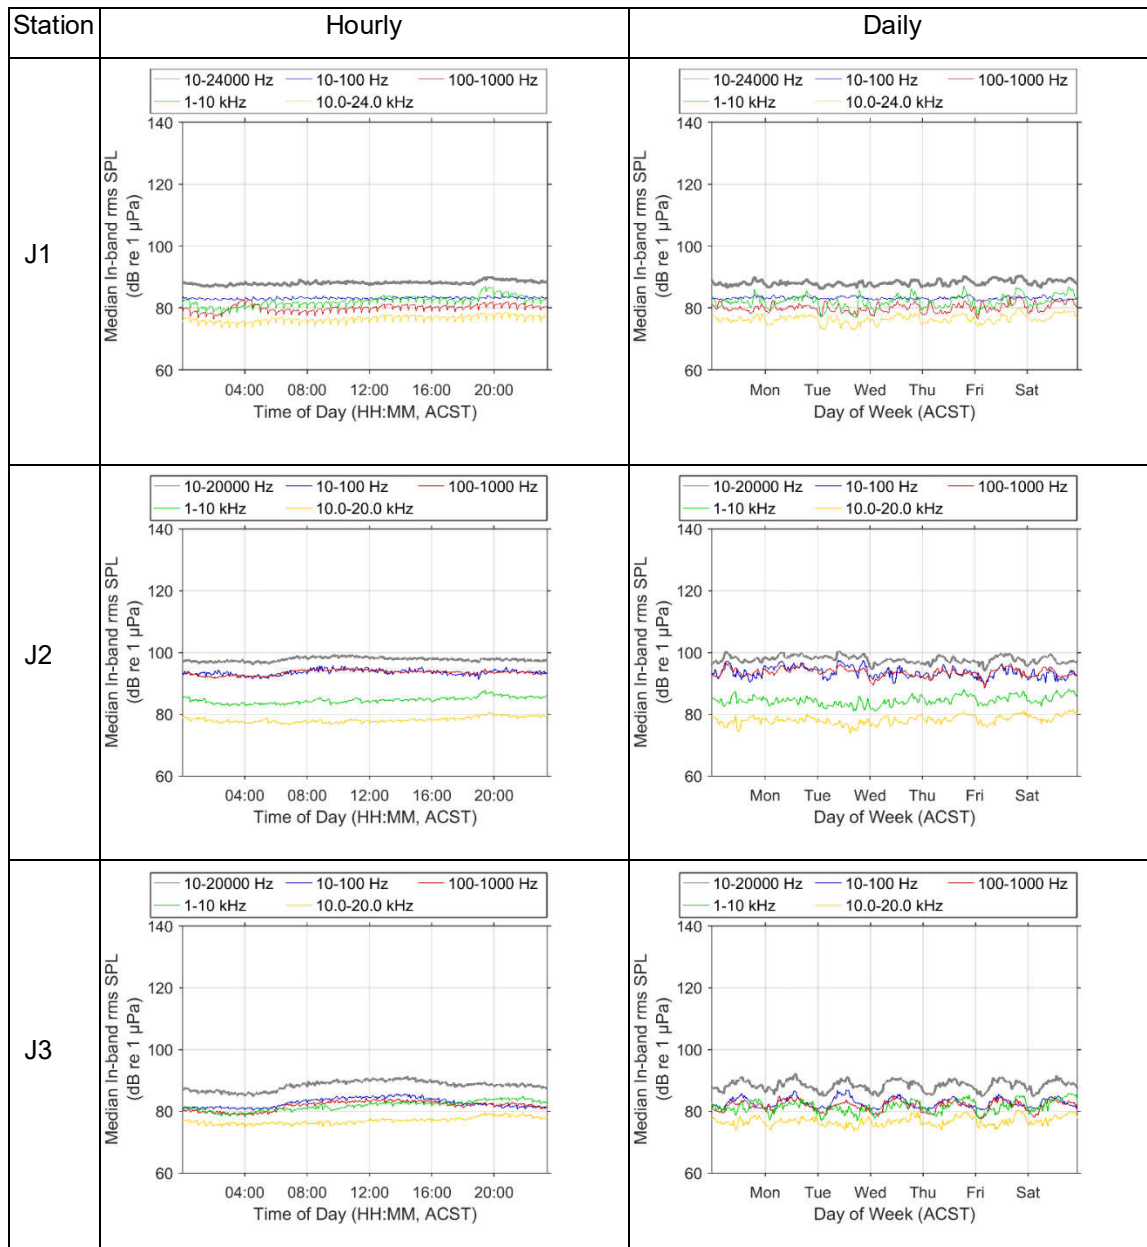 Station Hourly Daily
J1
10-24000 Hz 10-100 Hz 100-1000 Hz
1-10 kHz 10.0-24.0 kHz
Median In-band rms SPL
(dB re 1 µPa)
140
120
100
80
60
04:00 08:00 12:00 16:00 20:00
Time of Day (HH:MM, ACST)
10-24000 Hz 10-100 Hz 100-1000 Hz
1-10 kHz 10.0-24.0 kHz
Median In-band rms SPL
(dB re 1 µPa)
140
120
100
80
60
Mon Tue Wed Thu Fri Sat
Day of Week (ACST)
J2
10-20000 Hz 10-100 Hz 100-1000 Hz
1-10 kHz 10.0-20.0 kHz
Median In-band rms SPL
(dB re 1 µPa)
140
120
100
80
60
04:00 08:00 12:00 16:00 20:00
Time of Day (HH:MM, ACST)
10-20000 Hz 10-100 Hz 100-1000 Hz
1-10 kHz 10.0-20.0 kHz
Median In-band rms SPL
(dB re 1 µPa)
140
120
100
80
60
Mon Tue Wed Thu Fri Sat
Day of Week (ACST)
J3
10-20000 Hz 10-100 Hz 100-1000 Hz
1-10 kHz 10.0-20.0 kHz
Median In-band rms SPL
(dB re 1 µPa)
140
120
100
80
60
04:00 08:00 12:00 16:00 20:00
Time of Day (HH:MM, ACST)
10-20000 Hz 10-100 Hz 100-1000 Hz
1-10 kHz 10.0-20.0 kHz
Median In-band rms SPL
(dB re 1 µPa)
140
120
100
80
60
Mon Tue Wed Thu Fri Sat
Day of Week (ACST)